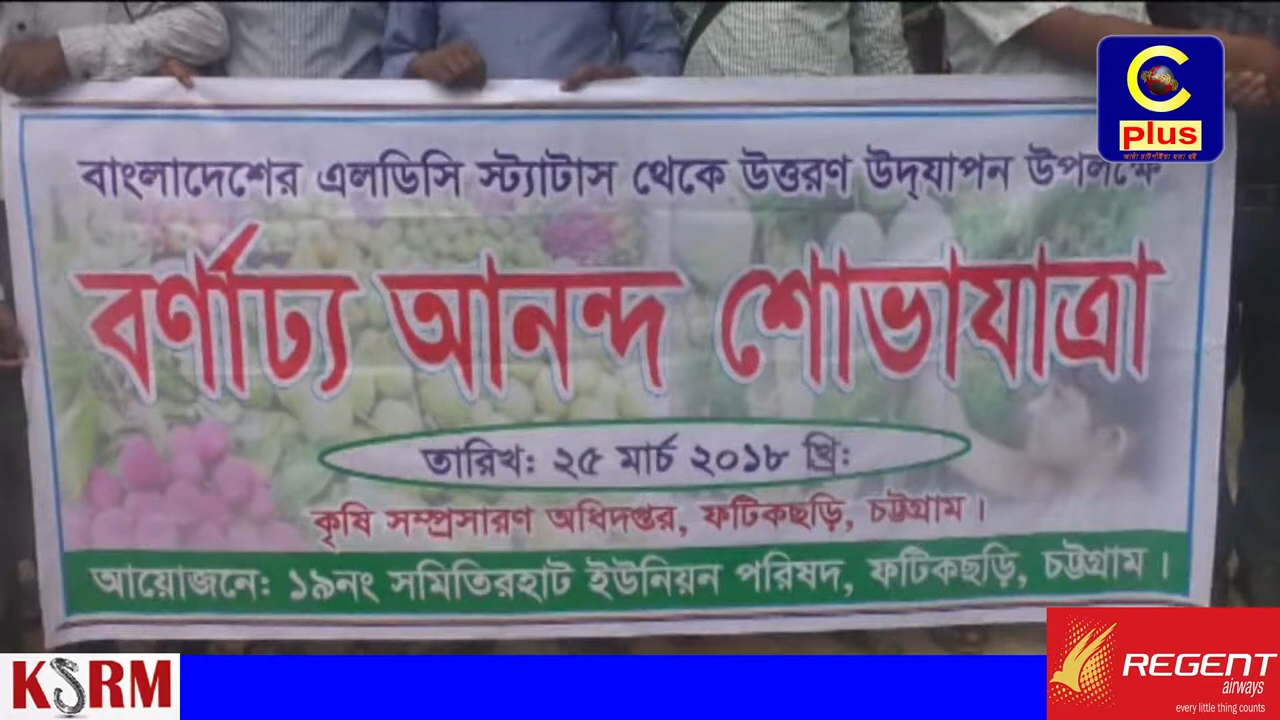 C
plus
বাংলাদেশের এলডিসি স্ট্যাটাস থেকে উত্তরণ উদ্‌যাপন উপলক্ষে
বর্ণাঢ্য আনন্দ শোভাযাত্রা
তারিখ: ২৫ মার্চ ২০১৮ খ্রি:
কৃষি সম্প্রসারণ অধিদপ্তর, ফটিকছড়ি, চট্টগ্রাম।
আয়োজনে: ১৯নং সমিতিরহাট ইউনিয়ন পরিষদ, ফটিকছড়ি, চট্টগ্রাম।
KSRM
REGENT
airways
every little thing counts